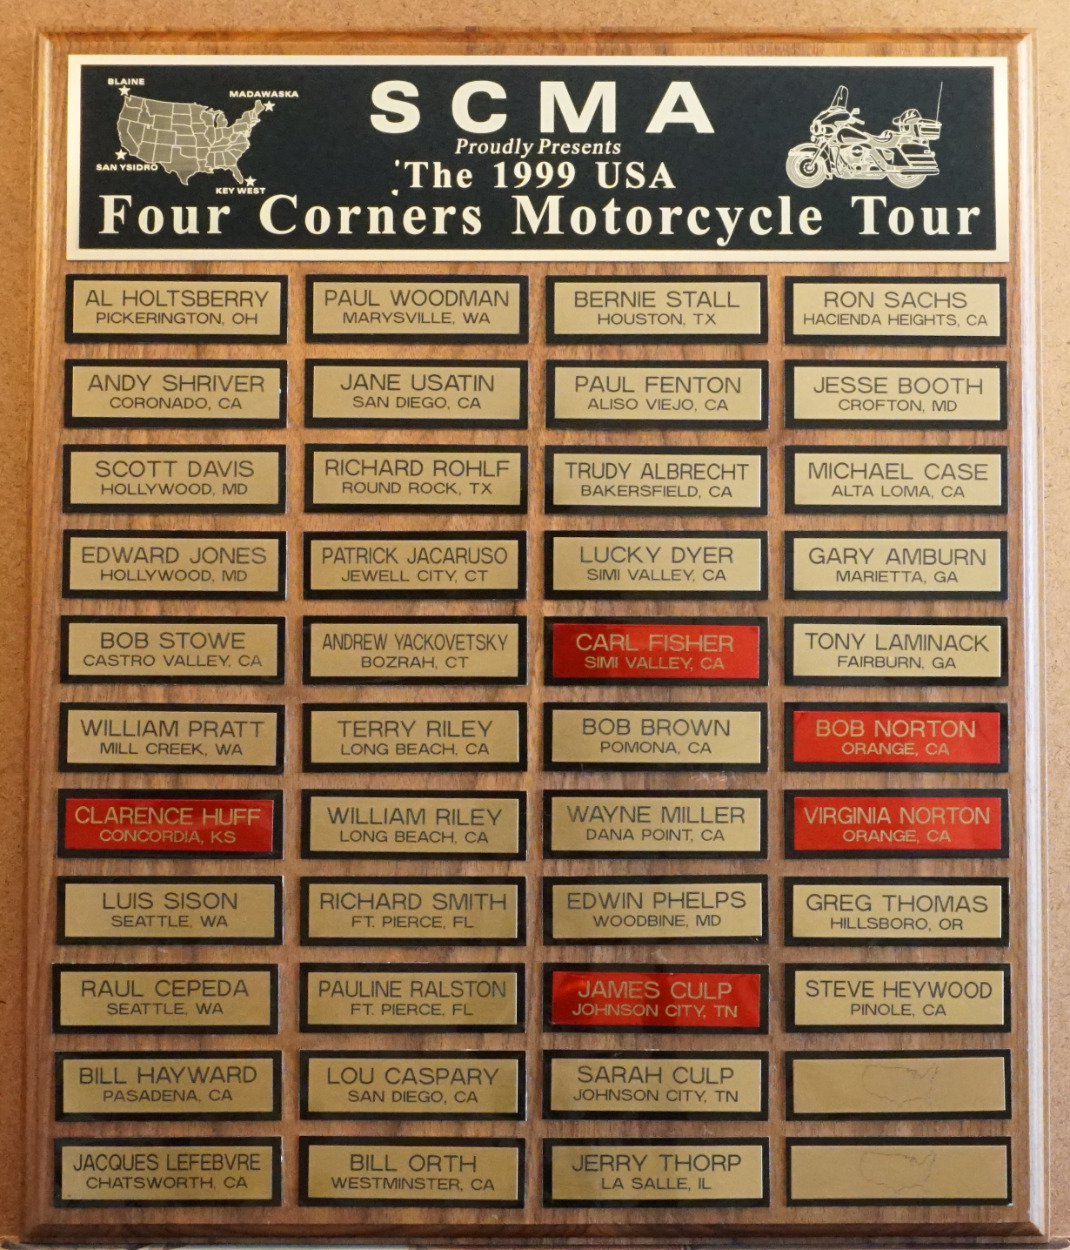 BLAINE
MADAWASKA
SAN YSIDRO
KEY WEST
SCMA
Proudly Presents
The 1999 USA
Four Corners Motorcycle Tour
AL HOLTSBERRY
PICKERINGTON, OH
PAUL WOODMAN
MARYSVILLE, WA
BERNIE STALL
HOUSTON, TX
RON SACHS
HACIENDA HEIGHTS, CA
ANDY SHRIVER
CORONADO, CA
JANE USATIN
SAN DIEGO, CA
PAUL FENTON
ALISO VIEJO, CA
JESSE BOOTH
CROFTON, MD
SCOTT DAVIS
HOLLYWOOD, MD
RICHARD ROHLF
ROUND ROCK, TX
TRUDY ALBRECHT
BAKERSFIELD, CA
MICHAEL CASE
ALTA LOMA, CA
EDWARD JONES
HOLLYWOOD, MD
PATRICK JACARUSO
JEWELL CITY, CT
LUCKY DYER
SIMI VALLEY, CA
GARY AMBURN
MARIETTA, GA
BOB STOWE
CASTRO VALLEY, CA
ANDREW YACKOVETSKY
BOZRAH, CT
CARL FISHER
SIMI VALLEY, CA
TONY LAMINACK
FAIRBURN, GA
WILLIAM PRATT
MILL CREEK, WA
TERRY RILEY
LONG BEACH, CA
BOB BROWN
POMONA, CA
BOB NORTON
ORANGE, CA
CLARENCE HUFF
CONCORDIA, KS
WILLIAM RILEY
LONG BEACH, CA
WAYNE MILLER
DANA POINT, CA
VIRGINIA NORTON
ORANGE, CA
LUIS SISON
SEATTLE, WA
RICHARD SMITH
FT. PIERCE, FL
EDWIN PHELPS
WOODBINE, MD
GREG THOMAS
HILLSBORO, OR
RAUL CEPEDA
SEATTLE, WA
PAULINE RALSTON
FT. PIERCE, FL
JAMES CULP
JOHNSON CITY, TN
STEVE HEYWOOD
PINOLE, CA
BILL HAYWARD
PASADENA, CA
LOU CASPARY
SAN DIEGO, CA
SARAH CULP
JOHNSON CITY, TN
JACQUES LEFEBVRE
CHATSWORTH, CA
BILL ORTH
WESTMINSTER, CA
JERRY THORP
LA SALLE, IL